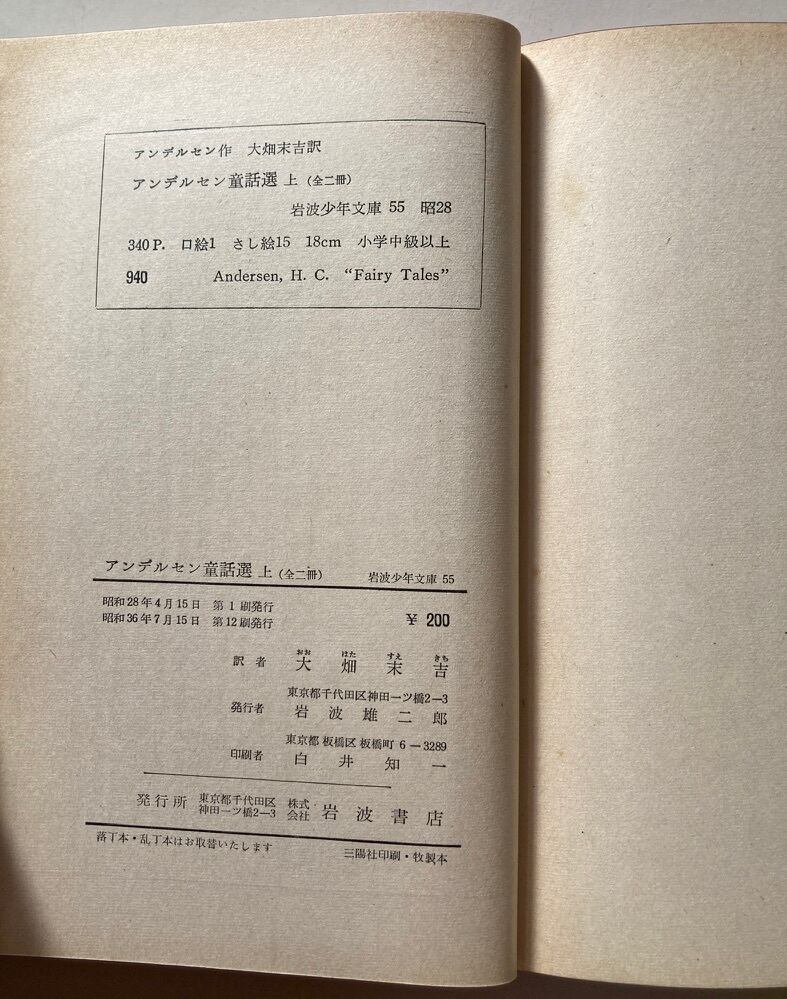 アンデルセン作 大畑末吉訳
アンデルセン童話選 上 (全二冊)
岩波少年文庫 55 昭28
340 P. 口絵1 さし絵15 18cm 小学中級以上
940 Andersen, H. C. “Fairy Tales”
アンデルセン童話選 上 (全二冊) 岩波少年文庫 55
昭和28年4月15日 第1刷発行
昭和36年7月15日 第12刷発行 ¥ 200
おお はた すえ きち
訳者 大畑末吉
東京都千代田区神田一ツ橋2―3
発行者 岩波雄二郎
東京都板橋区板橋町6―3289
印刷者 白井知一
発行所 東京都千代田区神田一ツ橋2―3 株式会社 岩波書店
落丁本・乱丁本はお取替いたします 三陽社印刷・牧製本